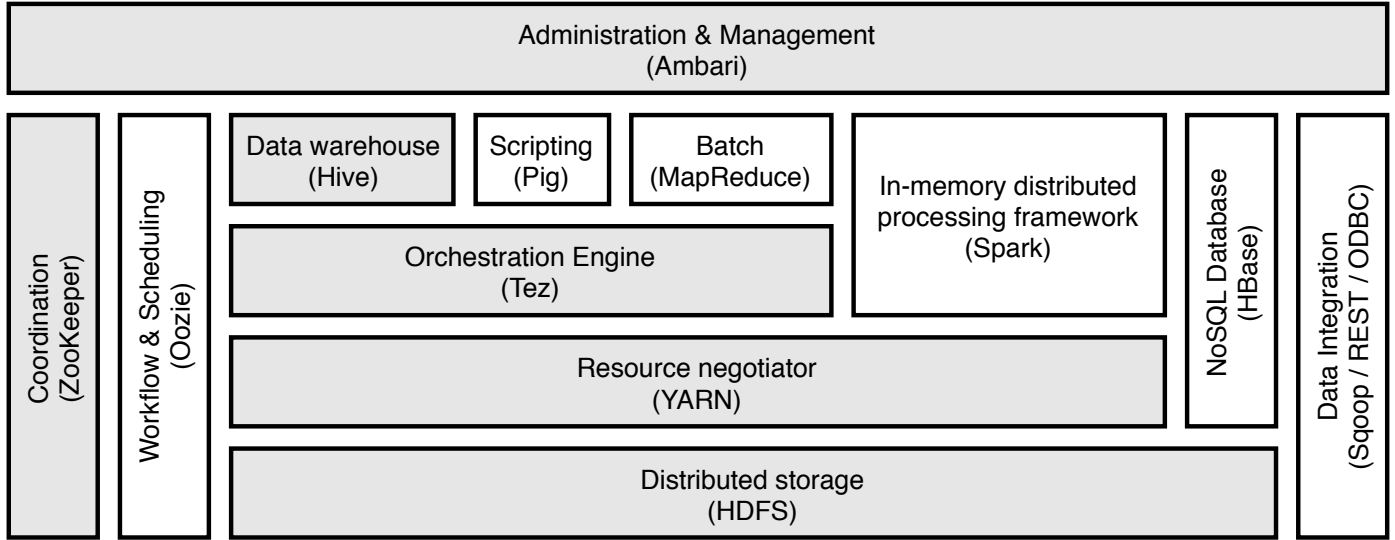 Administration & Management
(Ambari)
Coordination
(ZooKeeper)
Workflow & Scheduling
(Oozie)
Data warehouse
(Hive)
Scripting
(Pig)
Batch
(MapReduce)
In-memory distributed
processing framework
(Spark)
NoSQL Database
(HBase)
Data Integration
(Sqoop / REST / ODBC)
Orchestration Engine
(Tez)
Resource negotiator
(YARN)
Distributed storage
(HDFS)